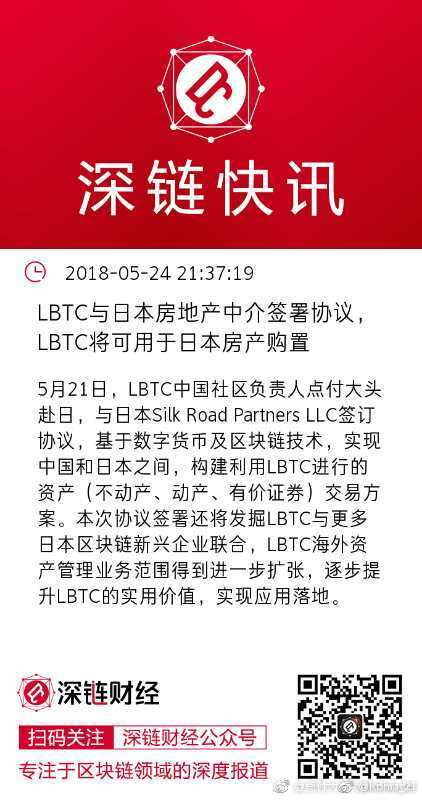 深链快讯
2018-05-24 21:37:19
LBTC与日本房地产中介签署协议，
LBTC将可用于日本房产购置
5月21日，LBTC中国社区负责人点付大头
赴日，与日本Silk Road Partners LLC签订
协议，基于数字货币及区块链技术，实现
中国和日本之间，构建利用LBTC进行的
资产（不动产、动产、有价证券）交易方
案。本次协议签署还将发掘LBTC与更多
日本区块链新兴企业联合，LBTC海外资
产管理业务范围得到进一步扩张，逐步提
升LBTC的实用价值，实现应用落地。
深链财经
扫码关注 深链财经公众号
专注于区块链领域的深度报道